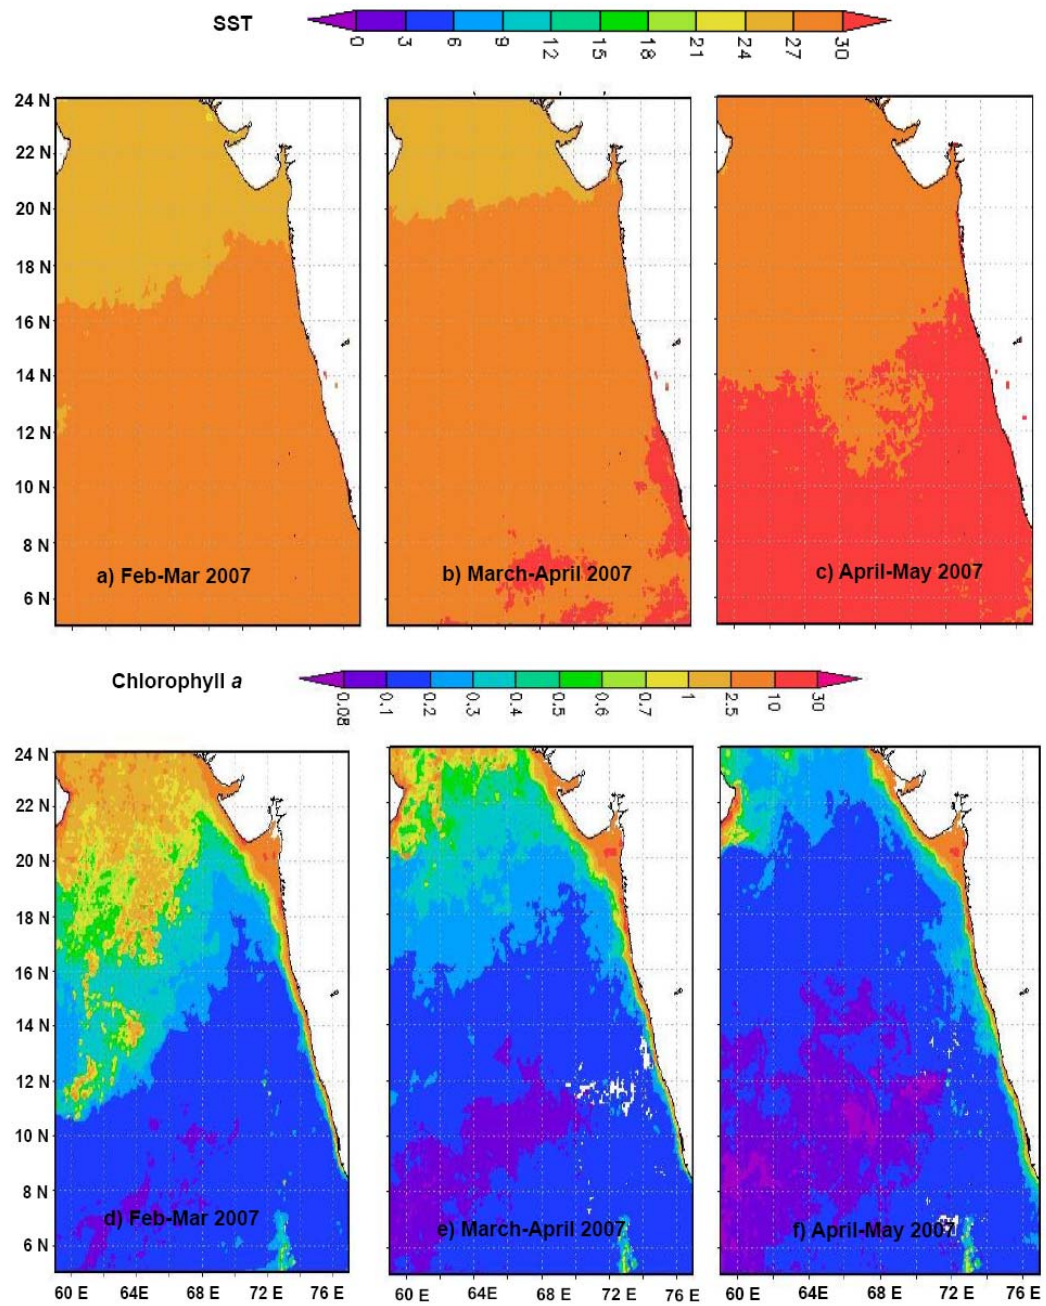 SST
0 3 6 9 12 15 18 21 24 27 30
24 N
22 N
20 N
18 N
16 N
14 N
12 N
10 N
8 N
6 N
a) Feb-Mar 2007
b) March-April 2007
c) April-May 2007
Chlorophyll a
0.08 0.1 0.2 0.3 0.4 0.5 0.6 0.7 1 2.5 10 30
24 N
22 N
20 N
18 N
16 N
14 N
12 N
10 N
8 N
6 N
d) Feb-Mar 2007
e) March-April 2007
f) April-May 2007
60 E 64E 68 E 72 E 76 E 60 E 64E 68 E 72 E 76 E 60 E 64E 68 E 72 E 76 E